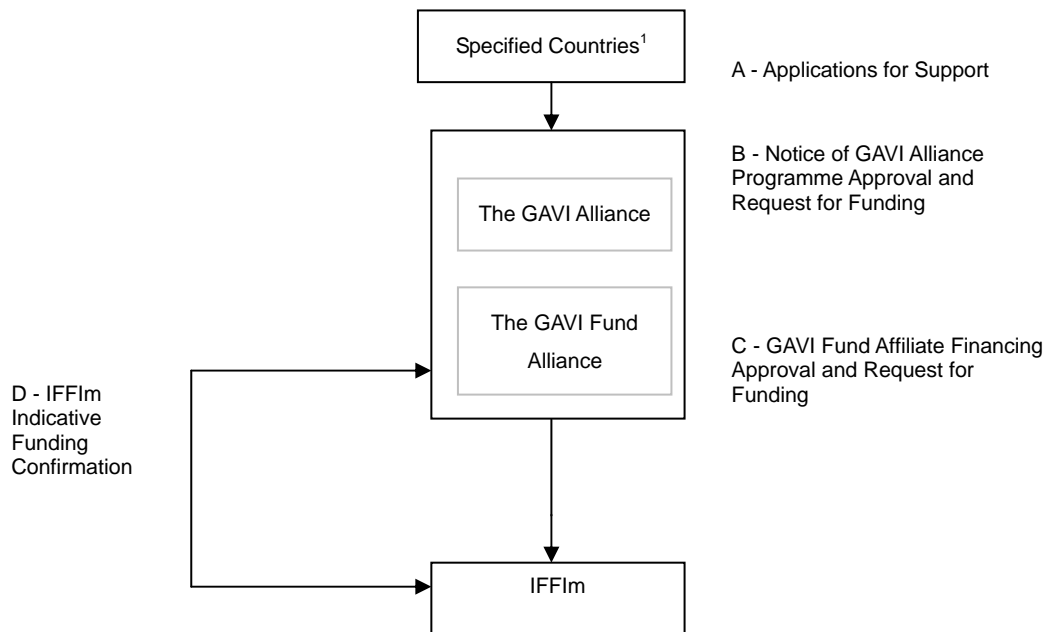 Specified Countries¹
A - Applications for Support
B - Notice of GAVI Alliance
Programme Approval and
Request for Funding
The GAVI Alliance
The GAVI Fund
Alliance
C - GAVI Fund Affiliate Financing
Approval and Request for
Funding
D - IFFIm
Indicative
Funding
Confirmation
IFFIm